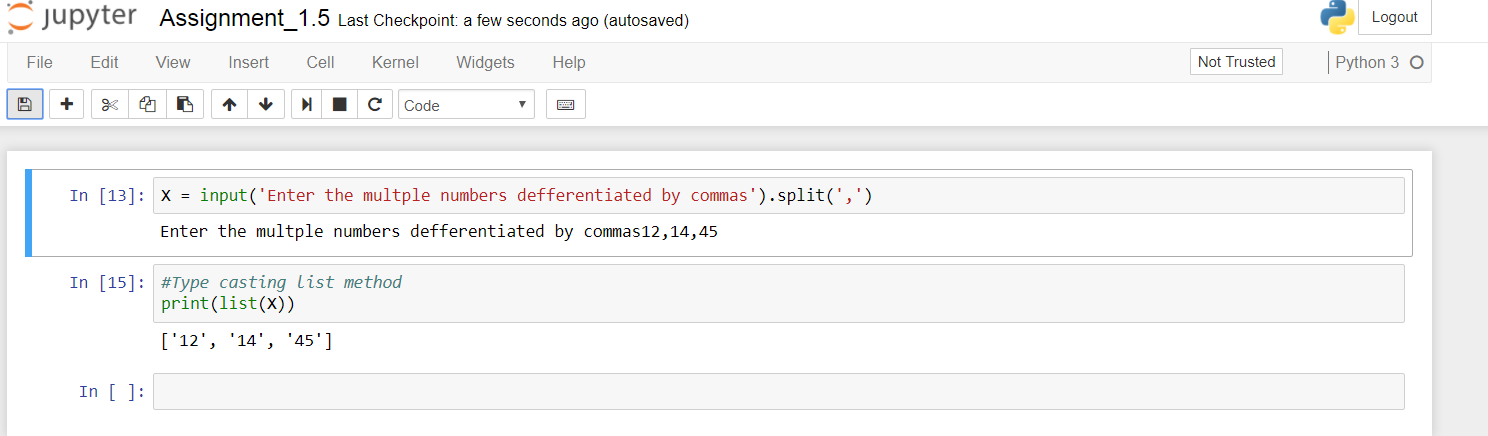 jupyter Assignment_1.5 Last Checkpoint: a few seconds ago (autosaved) Logout
File Edit View Insert Cell Kernel Widgets Help Not Trusted Python 3
Code
In [13]: X = input('Enter the multple numbers defferentiated by commas').split(',')
Enter the multple numbers defferentiated by commas12,14,45
In [15]: #Type casting list method
print(list(X))
['12', '14', '45']
In [ ]: